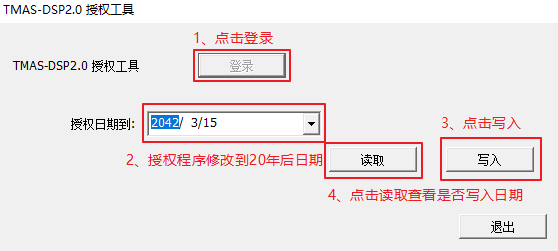 TMAS-DSP2.0 授权工具
1、点击登录
TMAS-DSP2.0 授权工具
登录
授权日期到:
2042/ 3/15
3、点击写入
2、授权程序修改到20年后日期
读取
写入
4、点击读取查看是否写入日期
退出